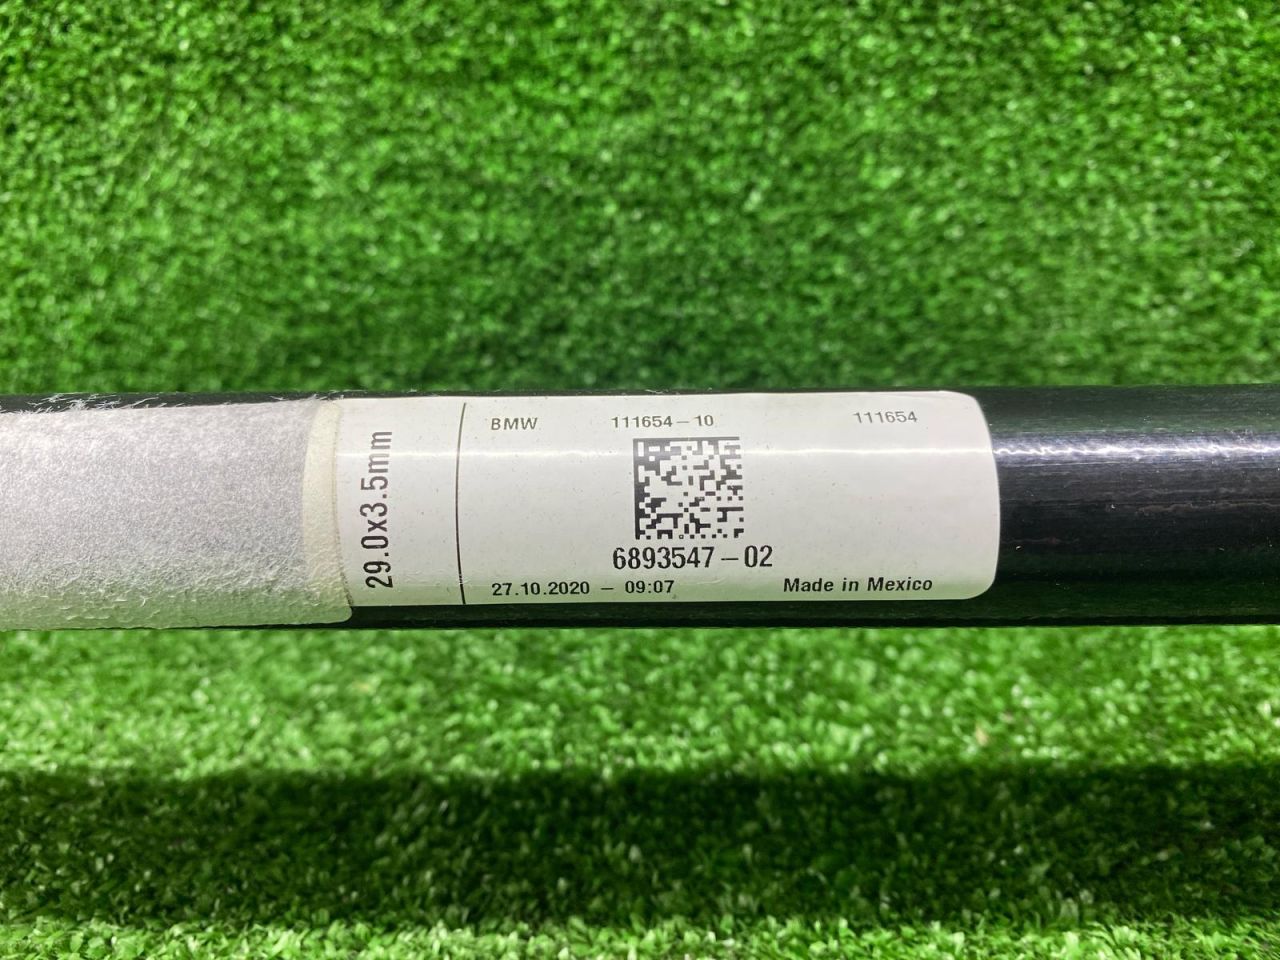 29.0x3.5mm
BMW 111654-10 111654
6893547-02
27.10.2020 - 09:07 Made in Mexico